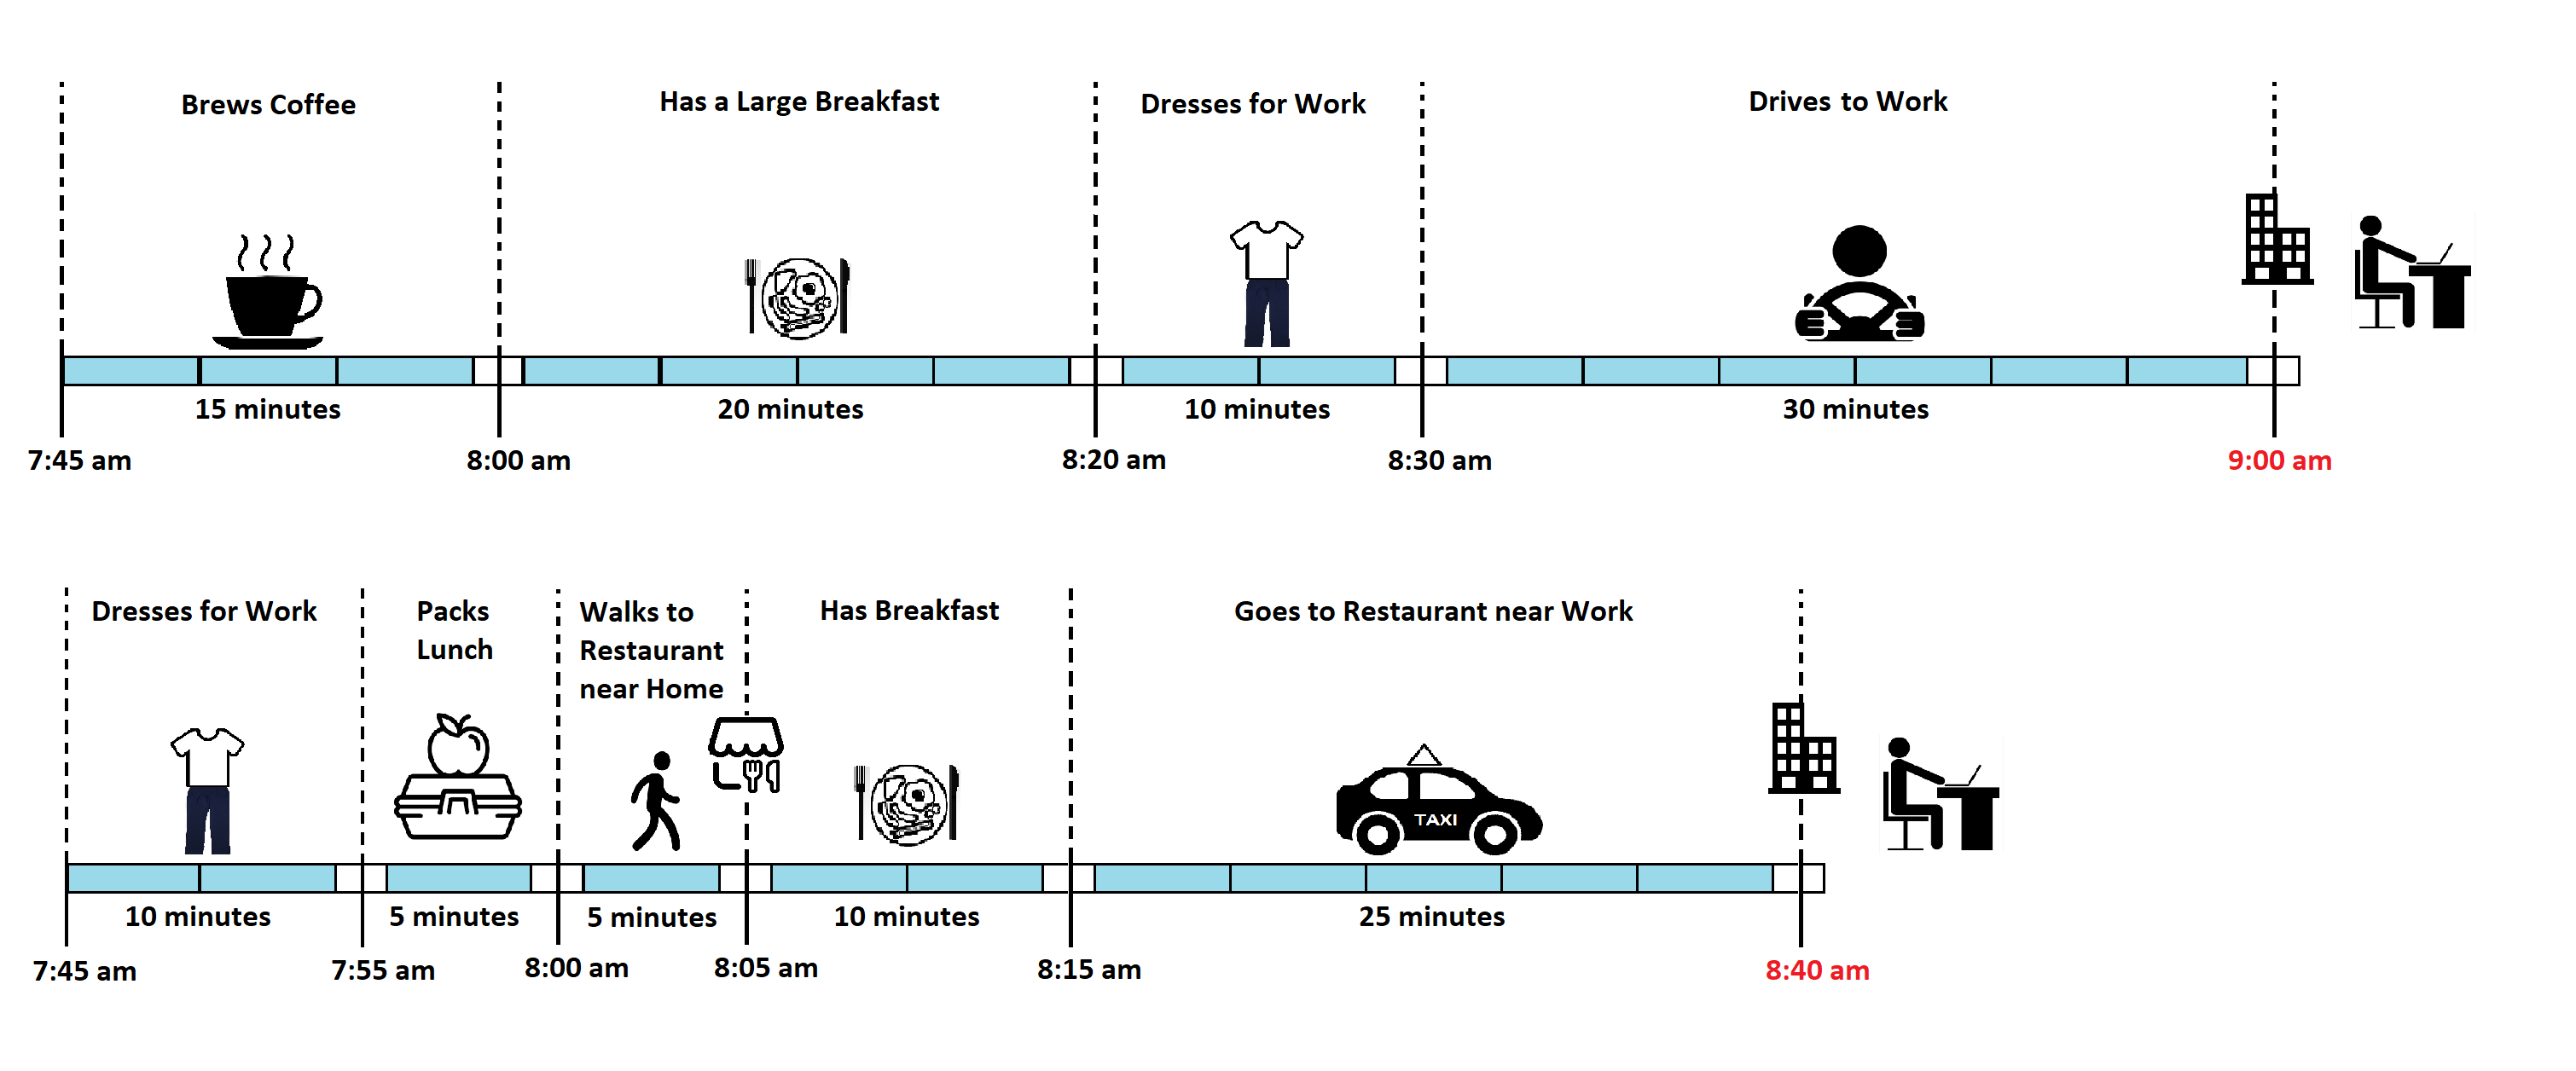 Brews Coffee
Has a Large Breakfast
Dresses for Work
Drives to Work
15 minutes
20 minutes
10 minutes
30 minutes
7:45 am
8:00 am
8:20 am
8:30 am
9:00 am
Dresses for Work
Packs
Lunch
Walks to
Restaurant
near Home
Has Breakfast
Goes to Restaurant near Work
TAXI
10 minutes
5 minutes
5 minutes
10 minutes
25 minutes
7:45 am
7:55 am
8:00 am
8:05 am
8:15 am
8:40 am